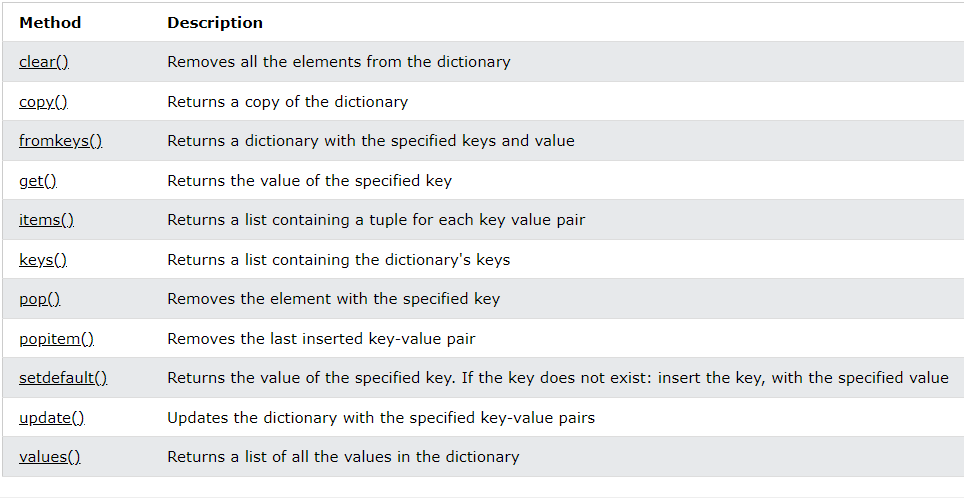 Method Description
clear() Removes all the elements from the dictionary
copy() Returns a copy of the dictionary
fromkeys() Returns a dictionary with the specified keys and value
get() Returns the value of the specified key
items() Returns a list containing a tuple for each key value pair
keys() Returns a list containing the dictionary's keys
pop() Removes the element with the specified key
popitem() Removes the last inserted key-value pair
setdefault() Returns the value of the specified key. If the key does not exist: insert the key, with the specified value
update() Updates the dictionary with the specified key-value pairs
values() Returns a list of all the values in the dictionary